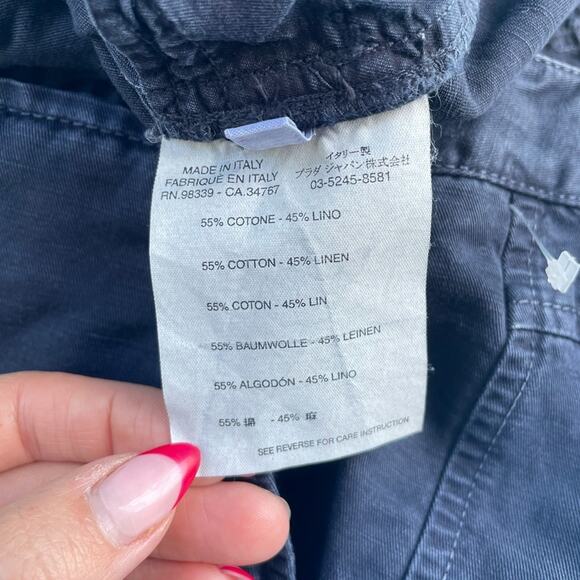 MADE IN ITALY
FABRIQUÉ EN ITALY
RN.98339 - CA.34767
イタリー製
プラダ ジャパン株式会社
03-5245-8581
55% COTONE - 45% LINO
55% COTTON - 45% LINEN
55% COTON - 45% LIN
55% BAUMWOLLE - 45% LEINEN
55% ALGODÓN - 45% LINO
55% 綿 - 45% 麻
SEE REVERSE FOR CARE INSTRUCTION